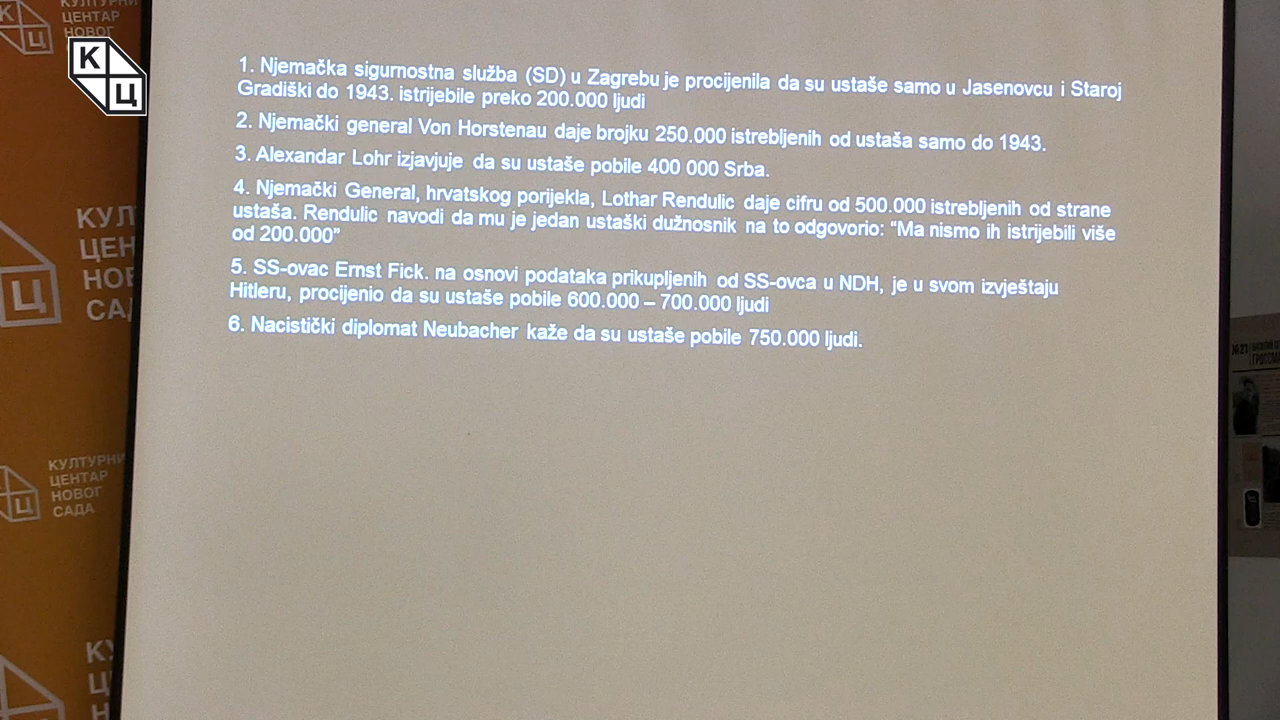 КУЛТУРНИ
ЦЕНТАР
НОВОГ
К
Ц
1. Njemačka sigurnostna služba (SD) u Zagrebu je procijenila da su ustaše samo u Jasenovcu i Staroj
Gradiški do 1943. istrijebile preko 200.000 ljudi
2. Njemački general Von Horstenau daje brojku 250.000 istrebljenih od ustaša samo do 1943.
3. Alexandar Lohr izjavjuje da su ustaše pobile 400 000 Srba.
4. Njemački General, hrvatskog porijekla, Lothar Rendulic daje cifru od 500.000 istrebljenih od strane
ustaša. Rendulic navodi da mu je jedan ustaški dužnosnik na to odgovorio: “Ma nismo ih istrijebili više
od 200.000”
5. SS-ovac Ernst Fick. na osnovi podataka prikupljenih od SS-ovca u NDH, je u svom izvještaju
Hitleru, procijenio da su ustaše pobile 600.000 – 700.000 ljudi
6. Nacistički diplomat Neubacher kaže da su ustaše pobile 750.000 ljudi.
КУЛ
ЦЕН
НОВ
САД
Ц
КУЛТУРНИ
ЦЕНТАР
НОВОГ
САДА
Ц
№21